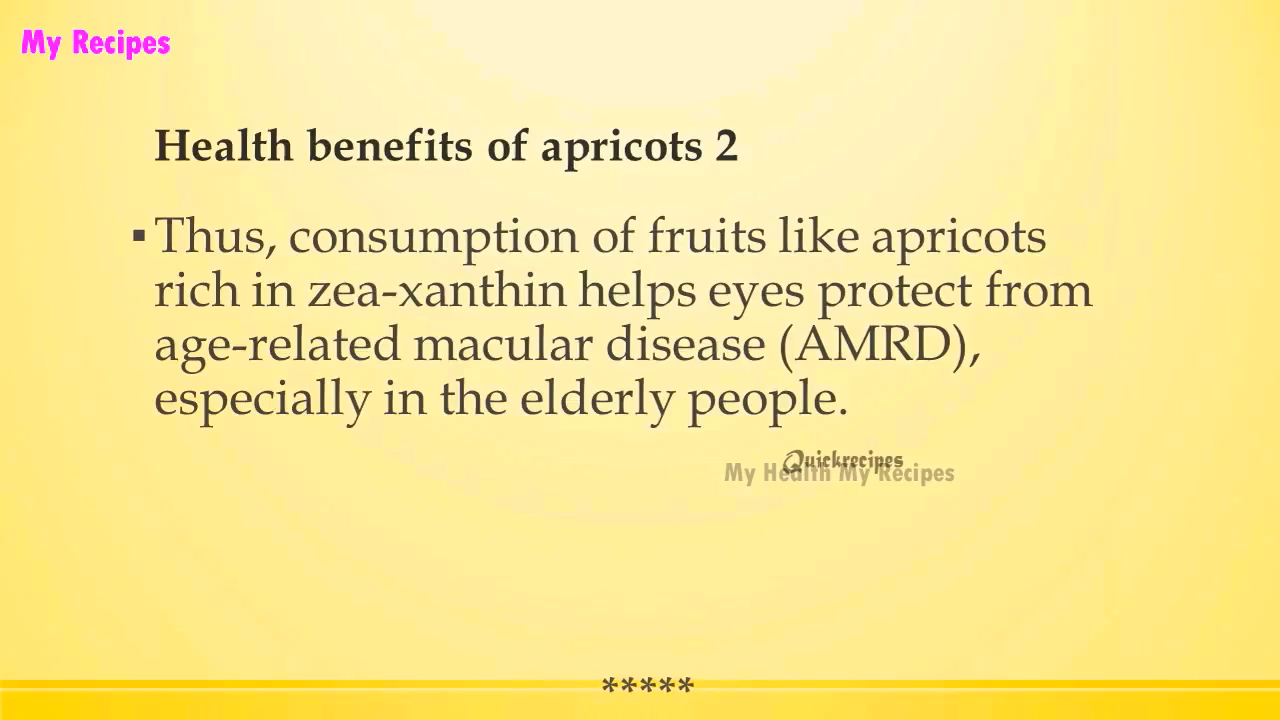 My Recipes
Health benefits of apricots 2
▪ Thus, consumption of fruits like apricots
rich in zea-xanthin helps eyes protect from
age-related macular disease (AMRD),
especially in the elderly people.
Quickrecipes
My Health My Recipes
*****